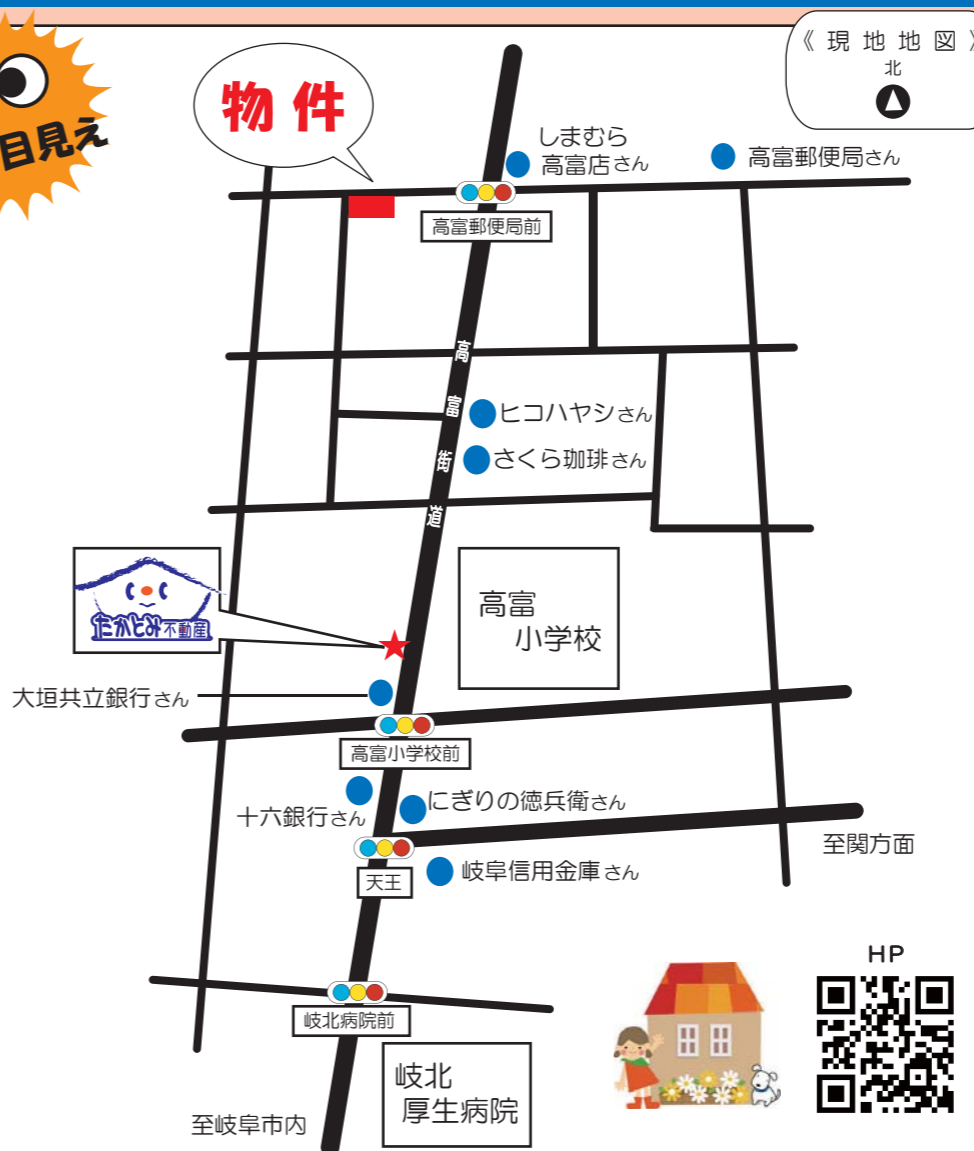 《 現 地 地 図 》
北
目見え
物 件
しまむら
高富店さん
高富郵便局さん
高富郵便局前
高富街道
ヒコハヤシさん
さくら珈琲さん
たかとみ不動産
高富
小学校
大垣共立銀行さん
高富小学校前
十六銀行さん
にぎりの徳兵衛さん
天王
岐阜信用金庫さん
至関方面
岐北病院前
岐北
厚生病院
至岐阜市内
HP